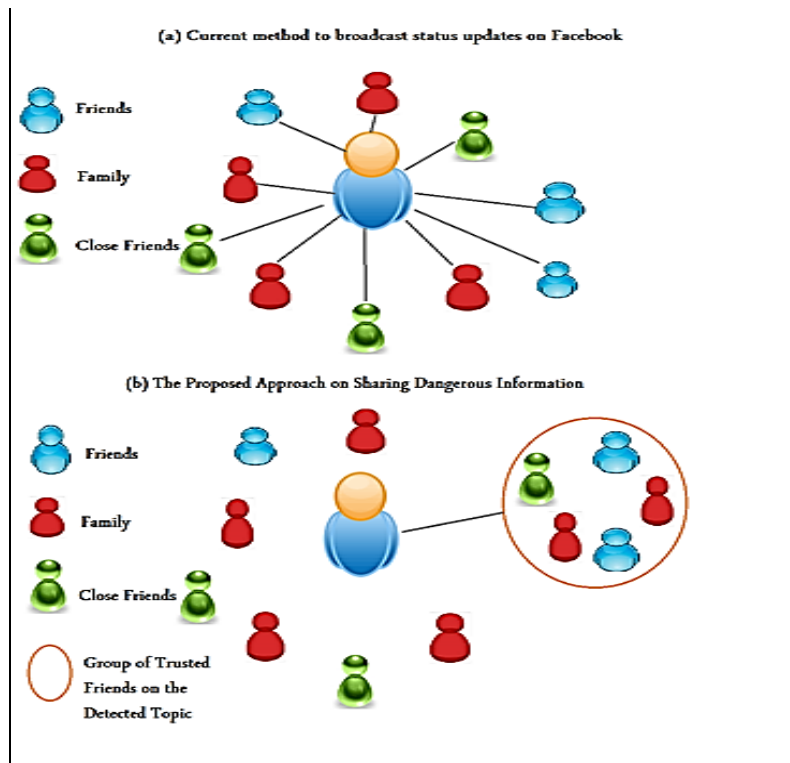 (a) Current method to broadcast status updates on Facebook
Friends
Family
Close Friends
(b) The Proposed Approach on Sharing Dangerous Information
Friends
Family
Close Friends
Group of Trusted
Friends on the
Detected Topic